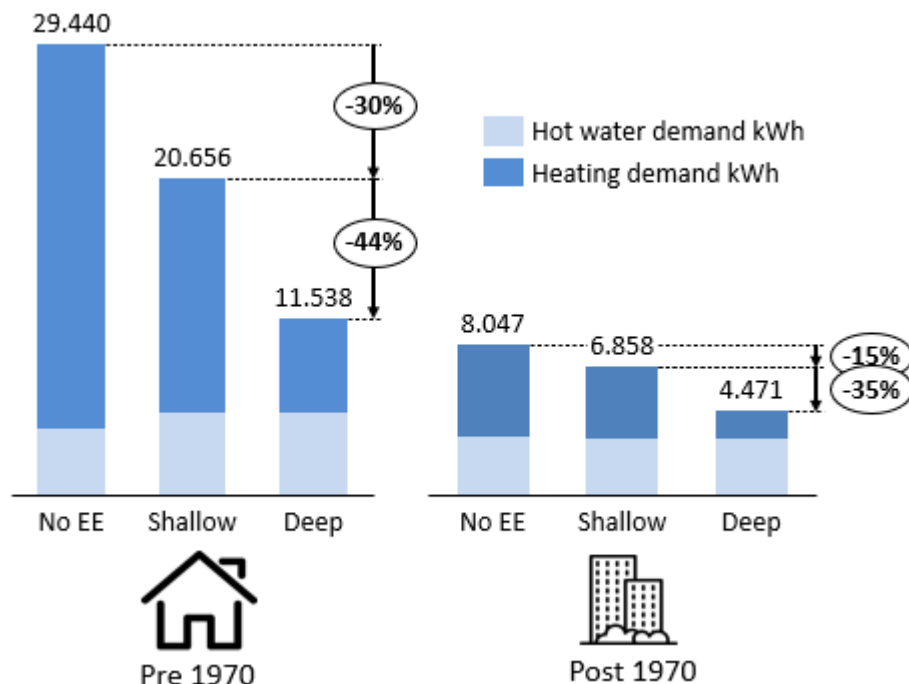 29.440
-30%
Hot water demand kWh
20.656
Heating demand kWh
-44%
11.538
8.047
6.858
-15%
-35%
4.471
No EE Shallow Deep
No EE Shallow Deep
Pre 1970
Post 1970